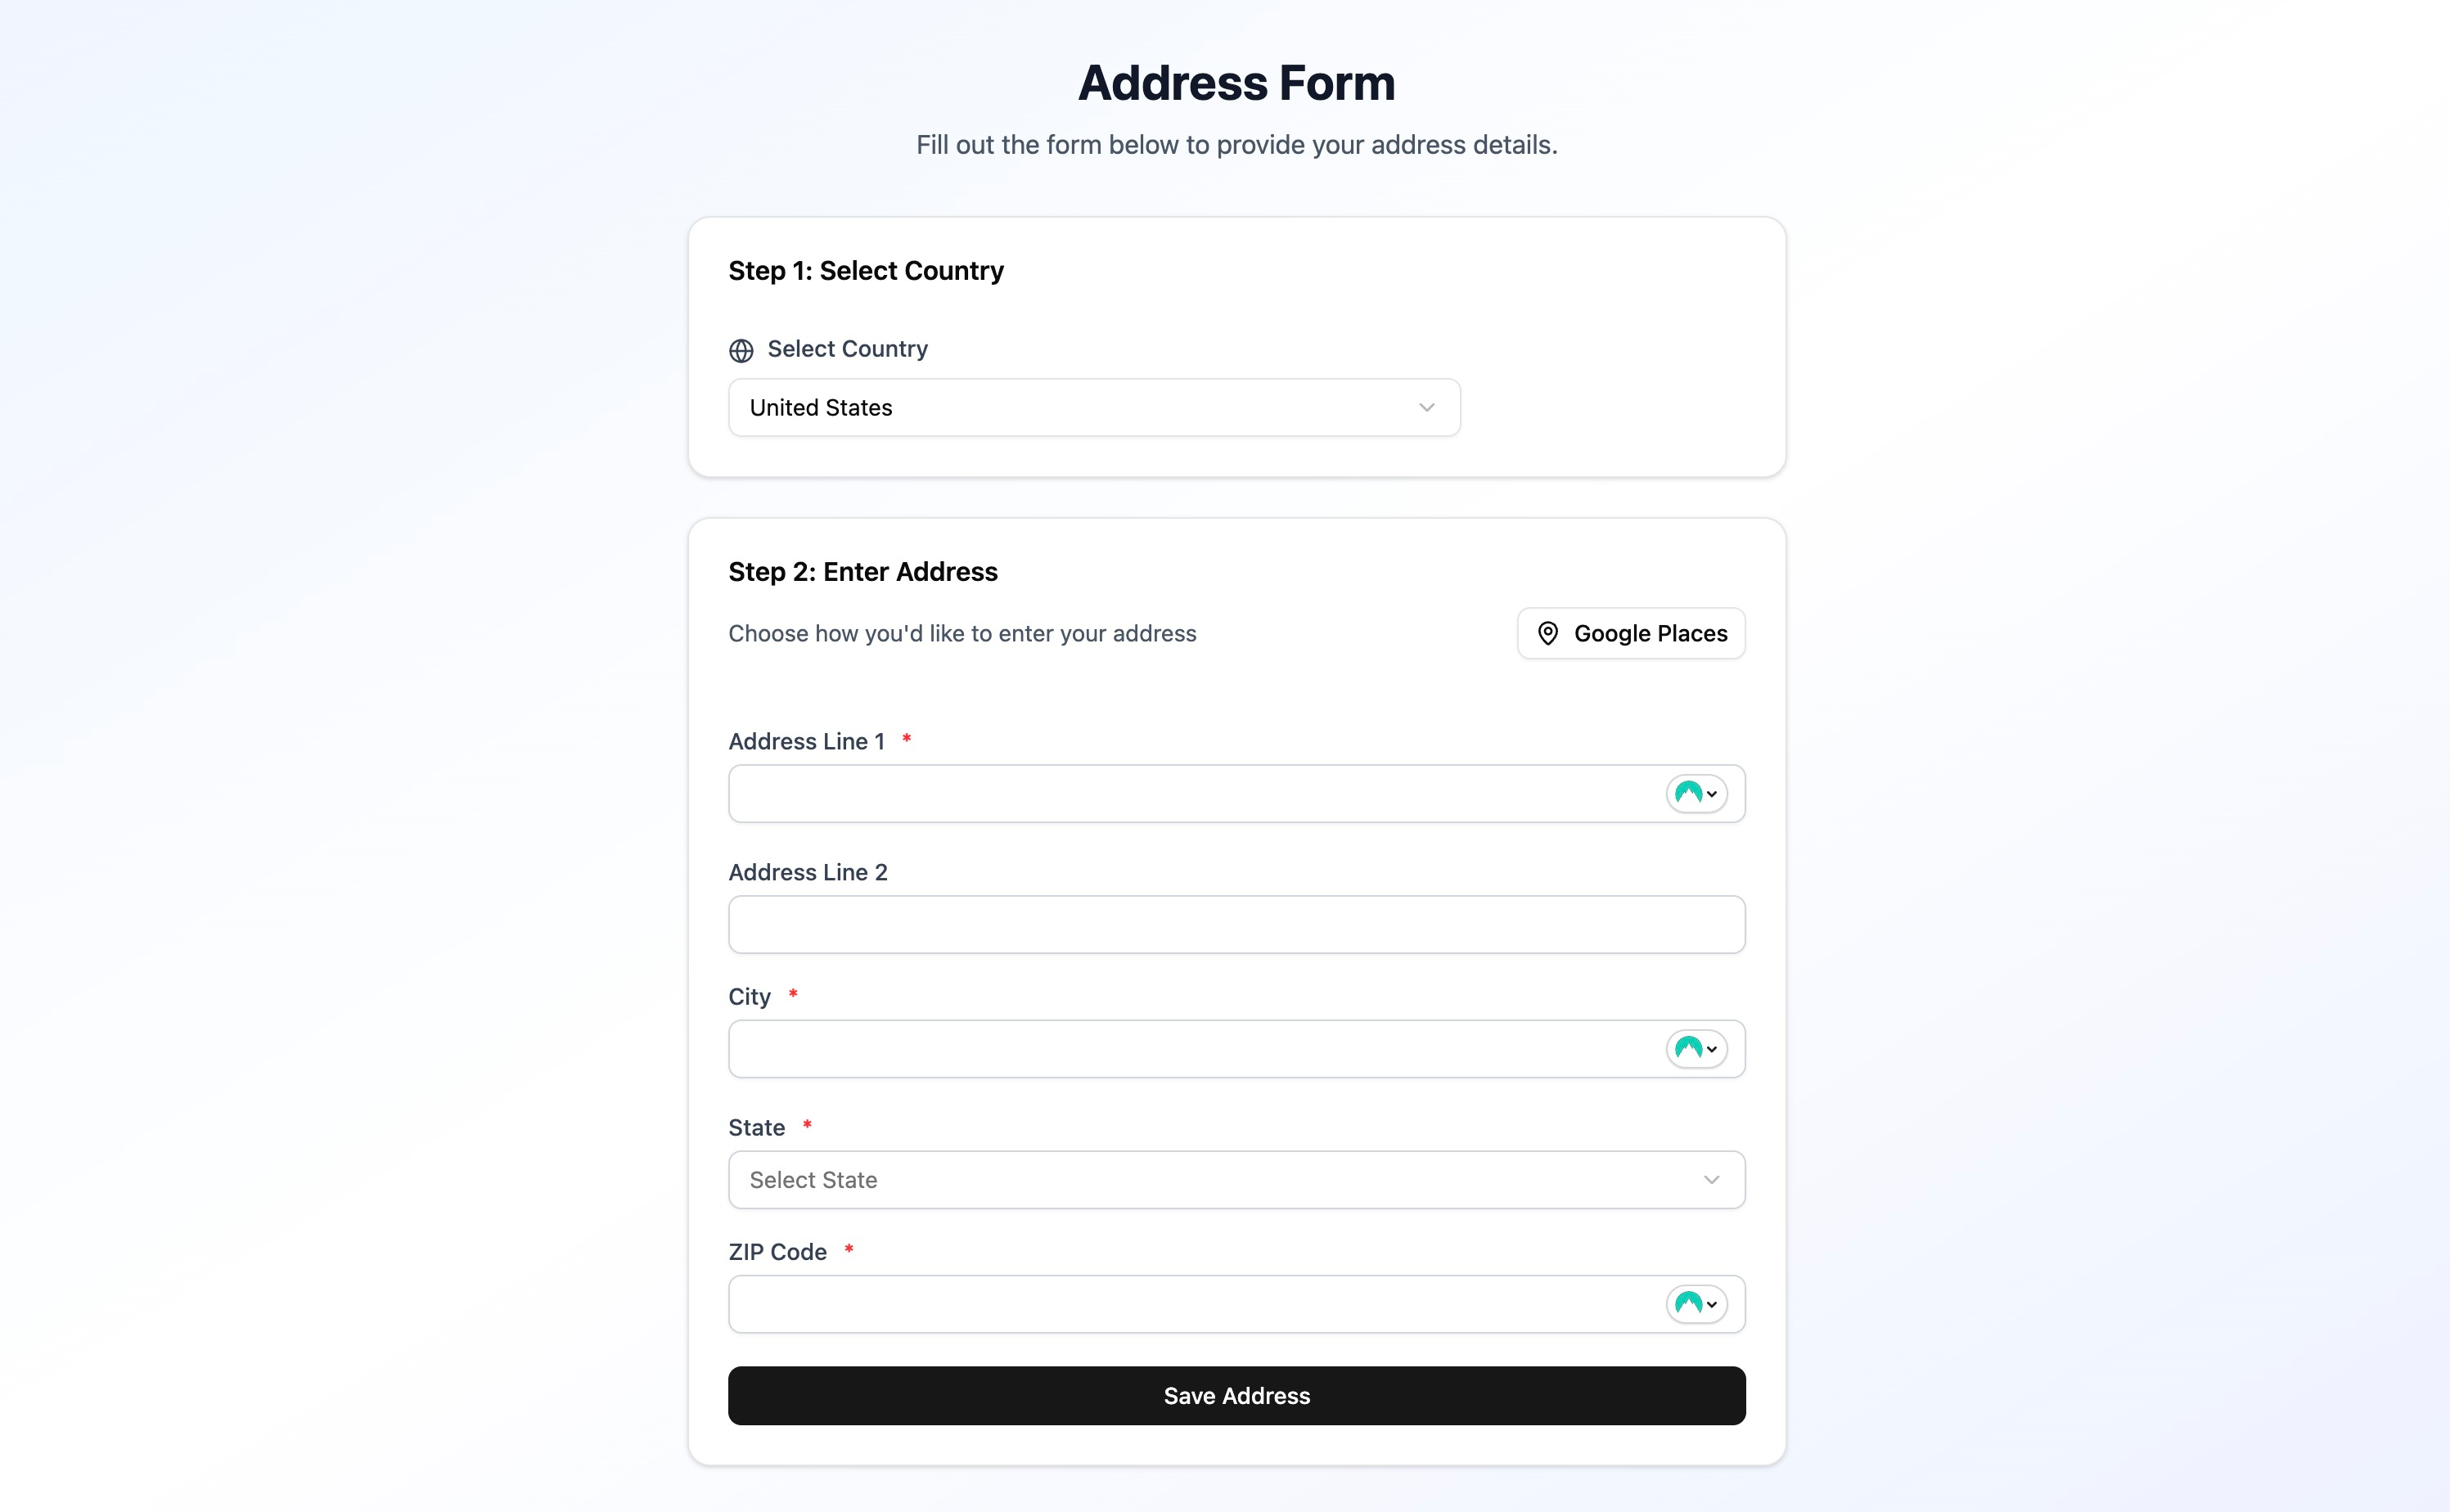 Address Form
Fill out the form below to provide your address details.
Step 1: Select Country
Select Country
United States
Step 2: Enter Address
Choose how you'd like to enter your address
Google Places
Address Line 1 *
Address Line 2
City *
State *
Select State
ZIP Code *
Save Address